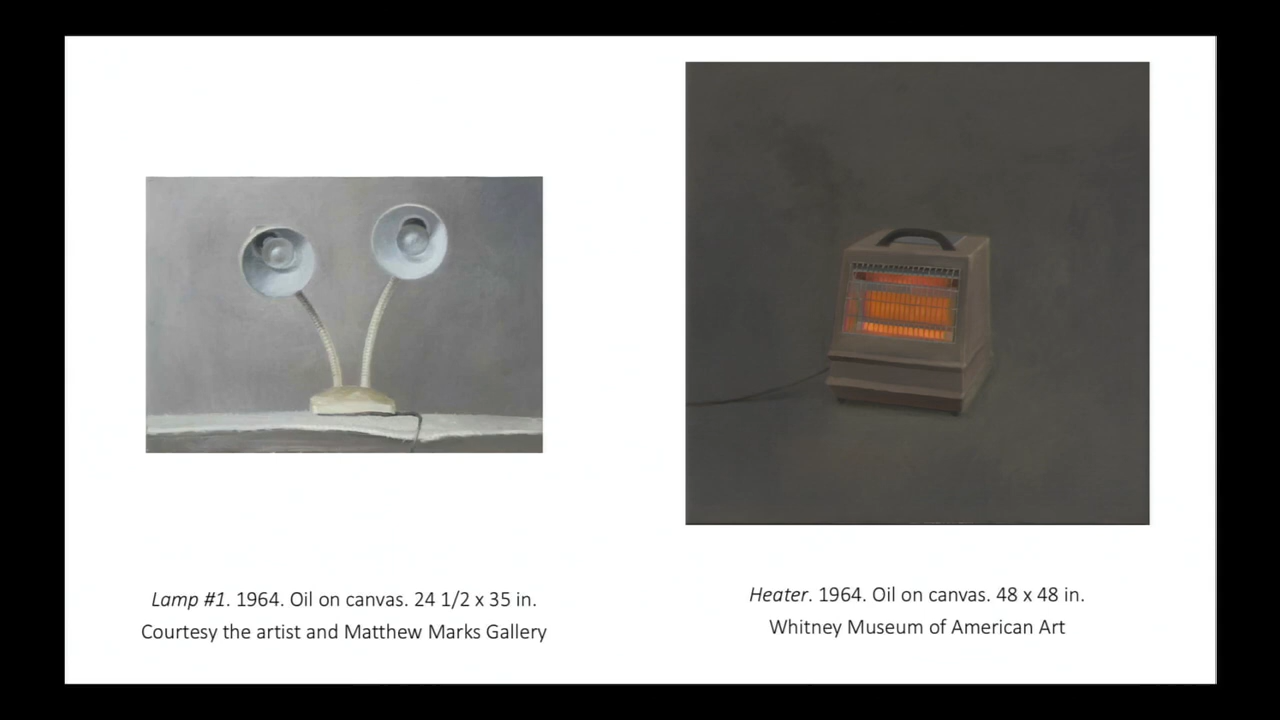 Lamp #1. 1964. Oil on canvas. 24 1/2 x 35 in.
Courtesy the artist and Matthew Marks Gallery
Heater. 1964. Oil on canvas. 48 x 48 in.
Whitney Museum of American Art